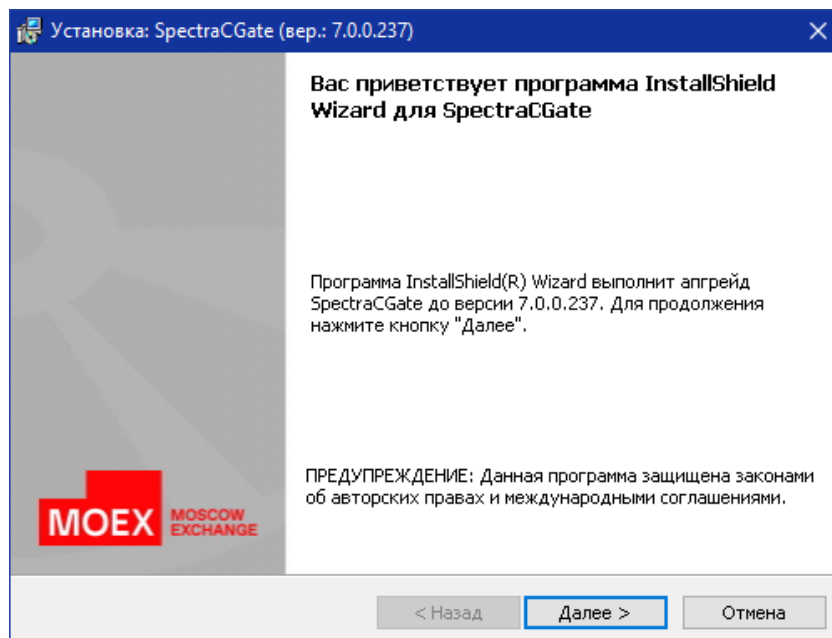 Установка: SpectraCGate (вер.: 7.0.0.237)
Вас приветствует программа InstallShield
Wizard для SpectraCGate
Программа InstallShield(R) Wizard выполнит апгрейд
SpectraCGate до версии 7.0.0.237. Для продолжения
нажмите кнопку "Далее".
ПРЕДУПРЕЖДЕНИЕ: Данная программа защищена законами
об авторских правах и международными соглашениями.
MOEX MOSCOW
EXCHANGE
< Назад Далее > Отмена